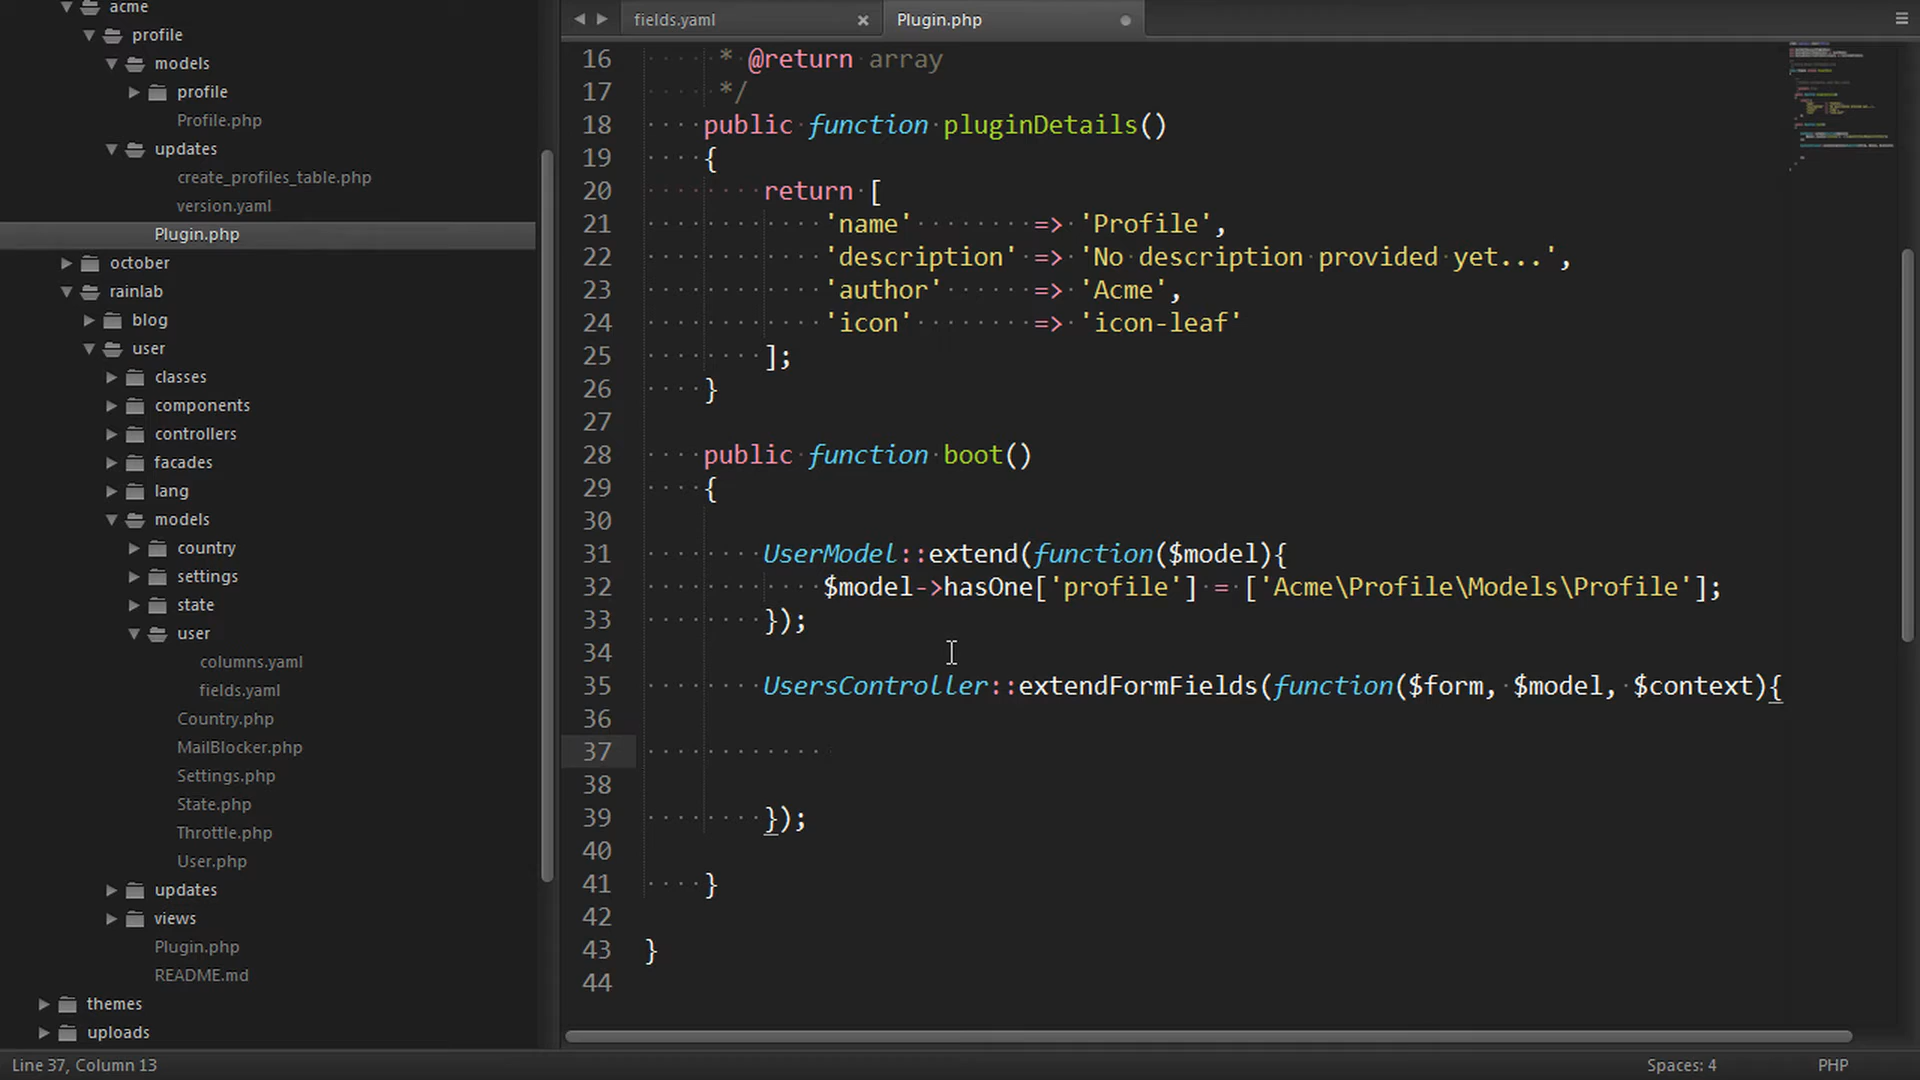 acme
profile
models
profile
Profile.php
updates
create_profiles_table.php
version.yaml
Plugin.php
october
rainlab
blog
user
classes
components
controllers
facades
lang
models
country
settings
state
user
columns.yaml
fields.yaml
Country.php
MailBlocker.php
Settings.php
State.php
Throttle.php
User.php
updates
views
Plugin.php
README.md
themes
uploads
fields.yaml
Plugin.php
16 * @return array
17 */
18 public function pluginDetails()
19 {
20 return [
21 'name' => 'Profile',
22 'description' => 'No description provided yet...',
23 'author' => 'Acme',
24 'icon' => 'icon-leaf'
25 ];
26 }
27
28 public function boot()
29 {
30
31 UserModel::extend(function($model){
32 $model->hasOne['profile'] = ['Acme\Profile\Models\Profile'];
33 });
34
35 UsersController::extendFormFields(function($form, $model, $context){
36
37
38
39 });
40
41 }
42
43 }
44
Line 37, Column 13
Spaces: 4
PHP